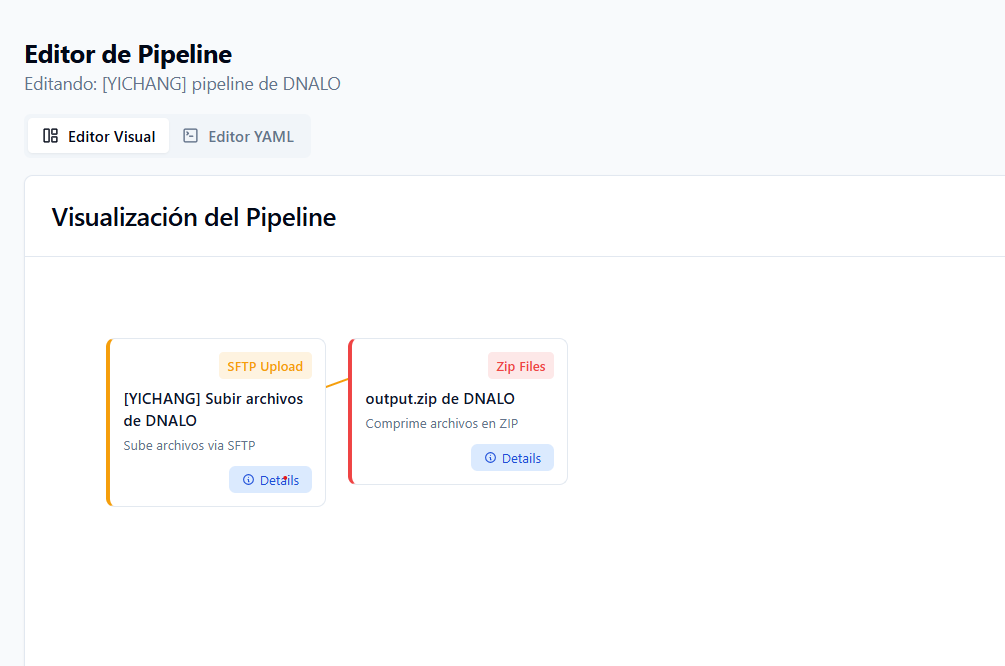 Editor de Pipeline
Editando: [YICHANG] pipeline de DNALO
Editor Visual
Editor YAML
Visualización del Pipeline
SFTP Upload
[YICHANG] Subir archivos
de DNALO
Sube archivos via SFTP
Details
Zip Files
output.zip de DNALO
Comprime archivos en ZIP
Details